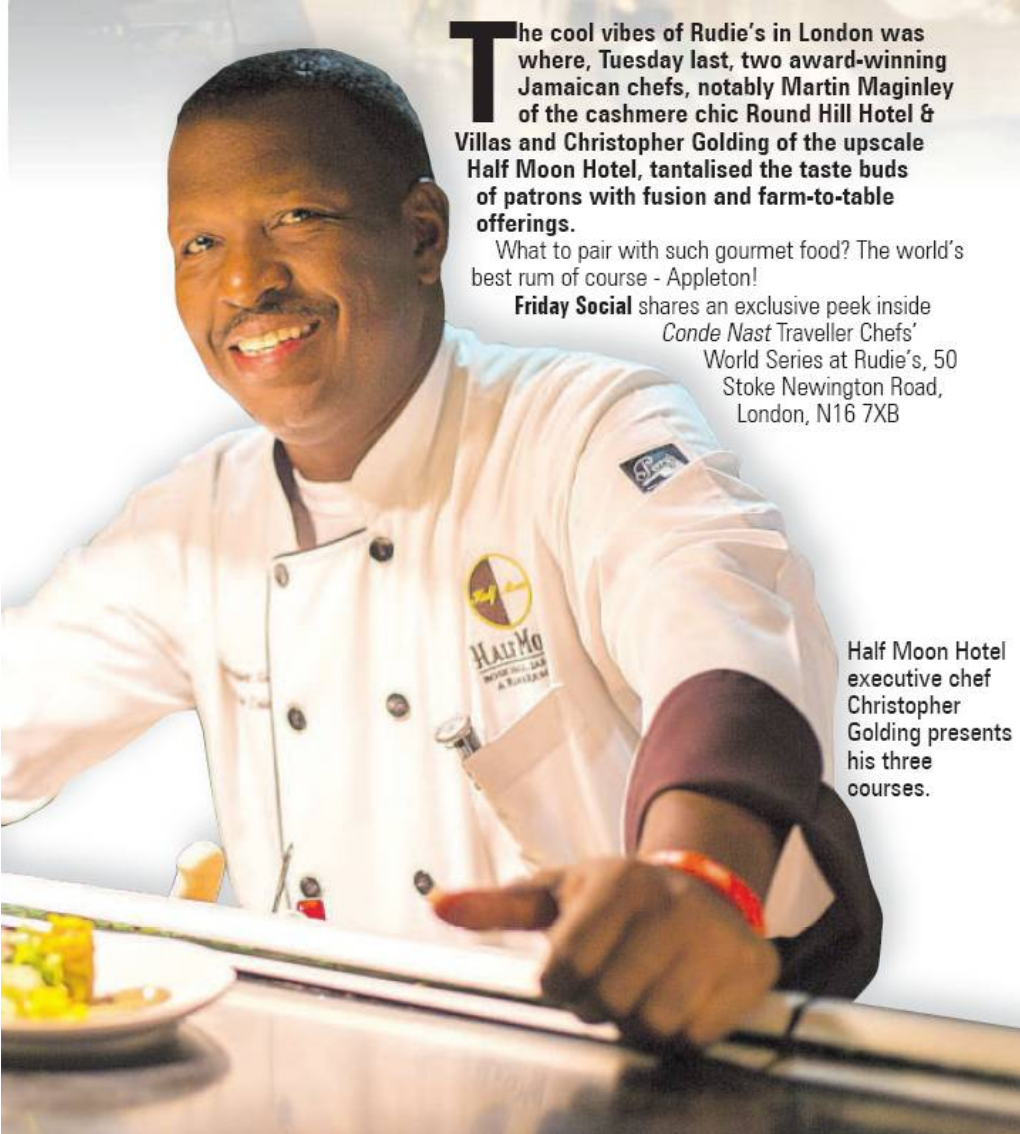 The cool vibes of Rudie's in London was
where, Tuesday last, two award-winning
Jamaican chefs, notably Martin Maginley
of the cashmere chic Round Hill Hotel &
Villas and Christopher Golding of the upscale
Half Moon Hotel, tantalised the taste buds
of patrons with fusion and farm-to-table
offerings.
What to pair with such gourmet food? The world's
best rum of course - Appleton!
Friday Social shares an exclusive peek inside
Conde Nast Traveller Chefs'
World Series at Rudie's, 50
Stoke Newington Road,
London, N16 7XB
Half Moon
HALF MO
Half Moon Hotel
executive chef
Christopher
Golding presents
his three
courses.